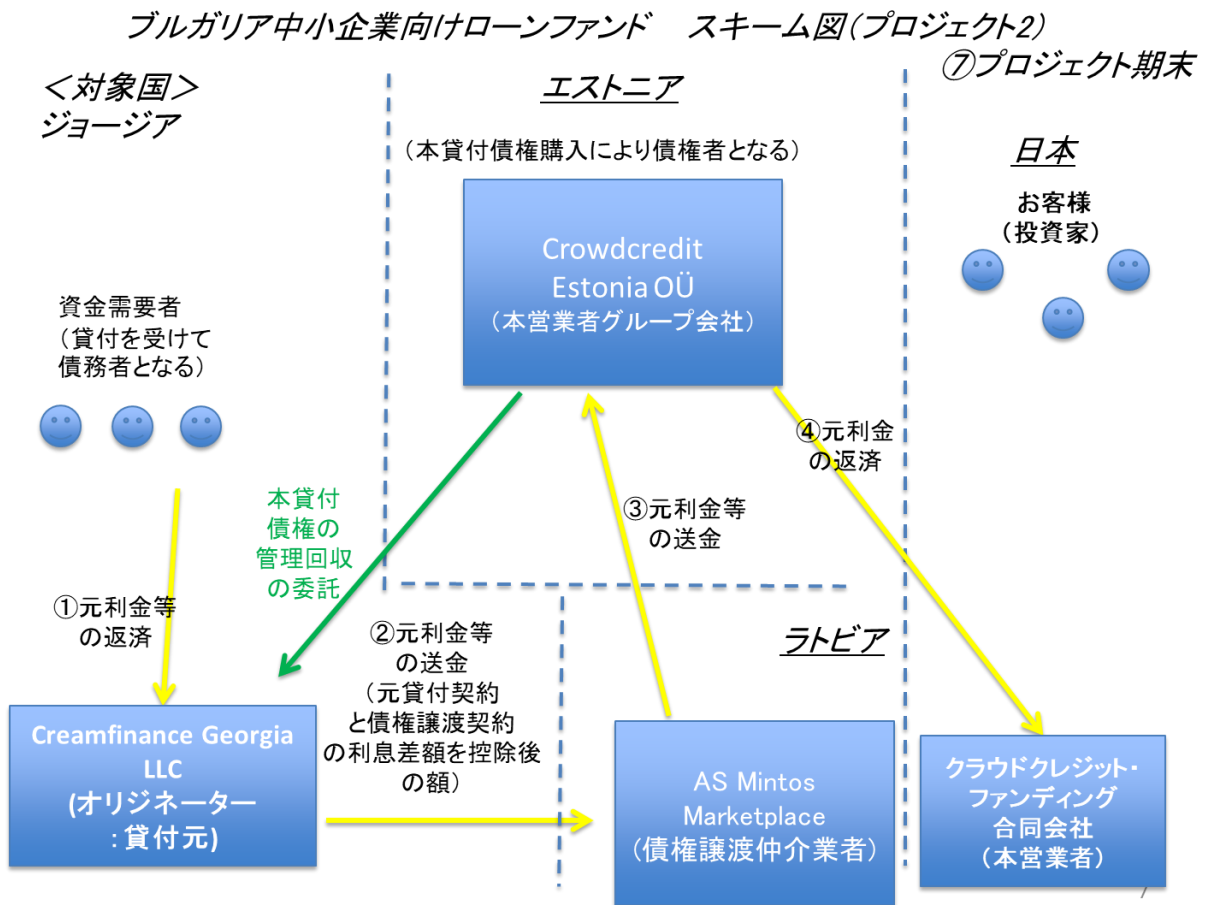 ブルガリア中小企業向けローンファンド　スキーム図(プロジェクト2)
⑦プロジェクト期末
＜対象国＞
ジョージア
エストニア
（本貸付債権購入により債権者となる）
日本
お客様
（投資家）
Crowdcredit
Estonia OÜ
（本営業者グループ会社）
資金需要者
（貸付を受けて
債務者となる）
④元利金
の返済
本貸付
債権の
管理回収
の委託
③元利金等
の送金
①元利金等
の返済
②元利金等
の送金
（元貸付契約
と債権譲渡契約
の利息差額を控除後
の額）
ラトビア
Creamfinance Georgia
LLC
(オリジネーター
：貸付元)
AS Mintos
Marketplace
（債権譲渡仲介業者）
クラウドクレジット・
ファンディング
合同会社
（本営業者）